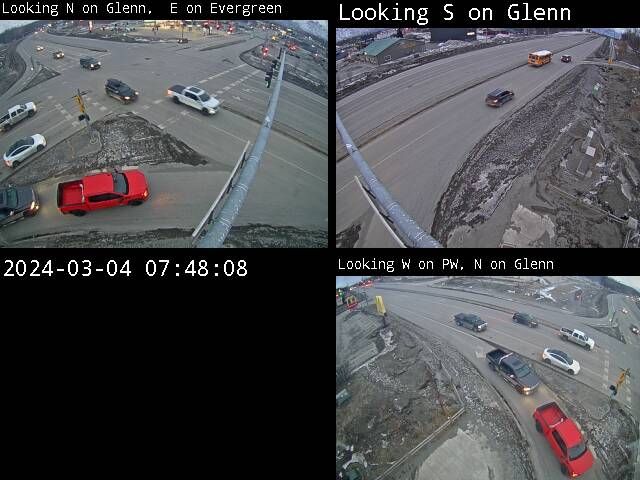 Looking N on Glenn, E on Evergreen
Looking S on Glenn
2024-03-04 07:48:08
Looking W on PW, N on Glenn